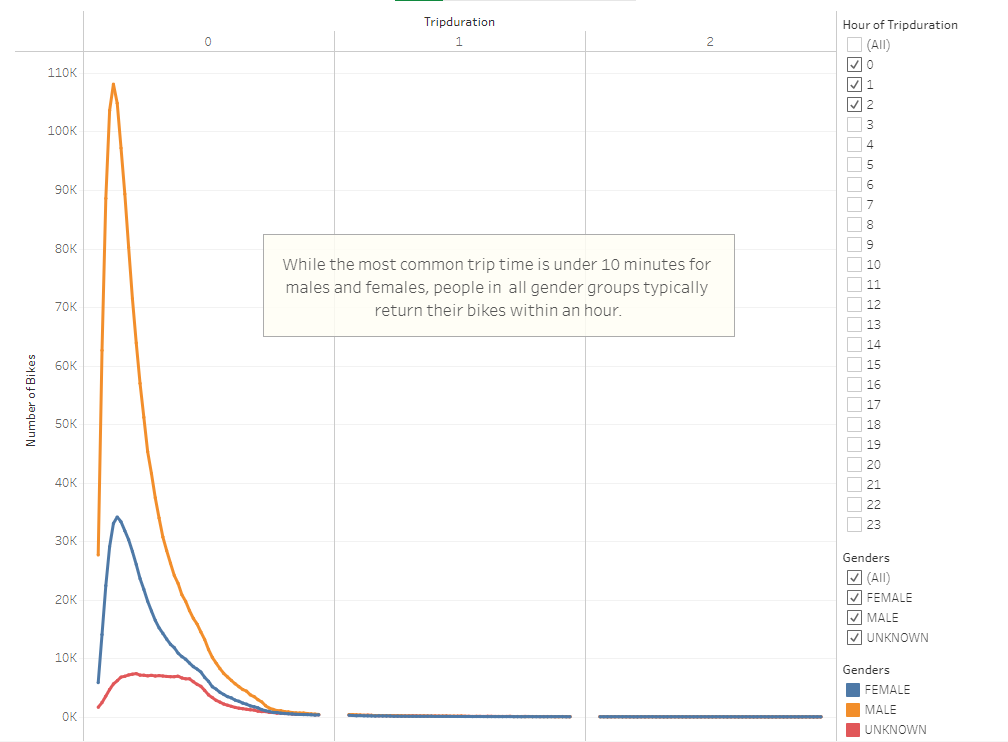 Tripduration
0 1 2
110K
100K
90K
80K
70K
60K
50K
40K
30K
20K
10K
0K
Number of Bikes
While the most common trip time is under 10 minutes for
males and females, people in all gender groups typically
return their bikes within an hour.
Hour of Tripduration
(All)
0
1
2
3
4
5
6
7
8
9
10
11
12
13
14
15
16
17
18
19
20
21
22
23
Genders
(All)
FEMALE
MALE
UNKNOWN
Genders
FEMALE
MALE
UNKNOWN